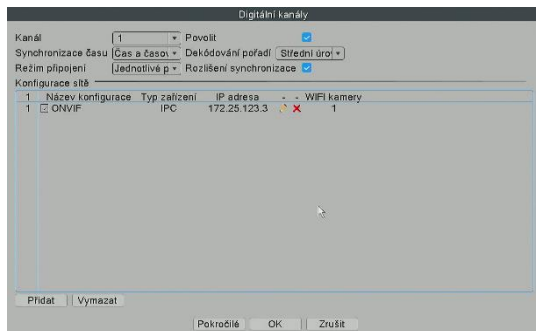 Digitální kanály
Kanál 1 Povolit
Synchronizace času Čas a časov Dekódování pořadí Střední úrov
Režim připojení Jednotlivé p Rozlišení synchronizace
Konfigurace sítě
1 Název konfigurace Typ zařízení IP adresa - - WIFI kamery
1 ONVIF IPC 172.25.123.3 1
Přidat Vymazat
Pokročilé OK Zrušit